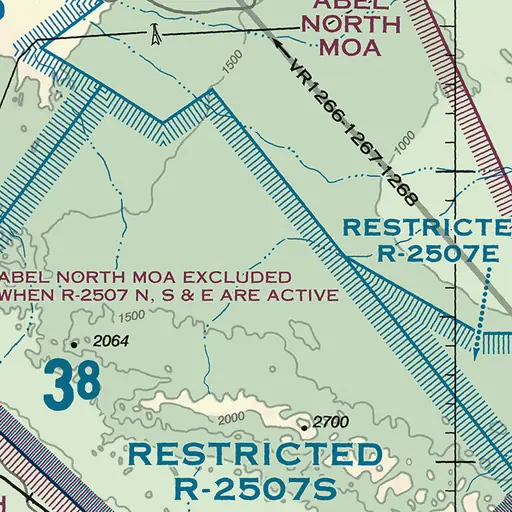 ABEL
NORTH
MOA
1500
VR1266-1267-1268
1000
RESTRICTE
R-2507E
ABEL NORTH MOA EXCLUDED
WHEN R-2507 N, S & E ARE ACTIVE
1500
2064
38
2000
2700
RESTRICTED
R-2507S
H